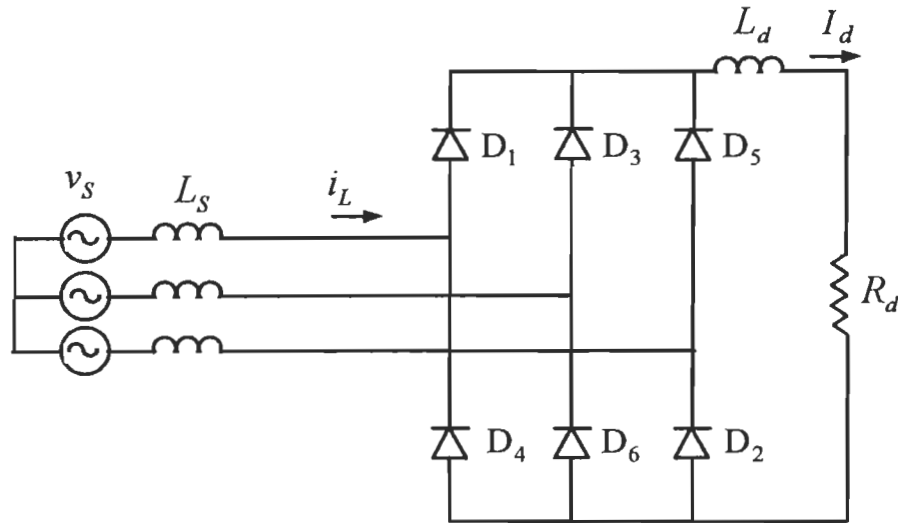 L_d I_d
D_1 D_3 D_5
v_S L_S i_L
R_d
D_4 D_6 D_2